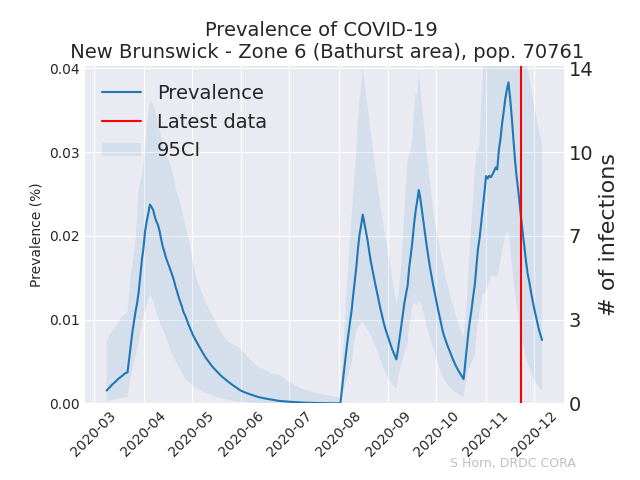 Prevalence of COVID-19
New Brunswick - Zone 6 (Bathurst area), pop. 70761
Prevalence
Latest data
95CI
Prevalence (%)
0.04
0.03
0.02
0.01
0.00
14
10
7
3
0
# of infections
2020-03
2020-04
2020-05
2020-06
2020-07
2020-08
2020-09
2020-10
2020-11
2020-12
S Horn, DRDC CORA